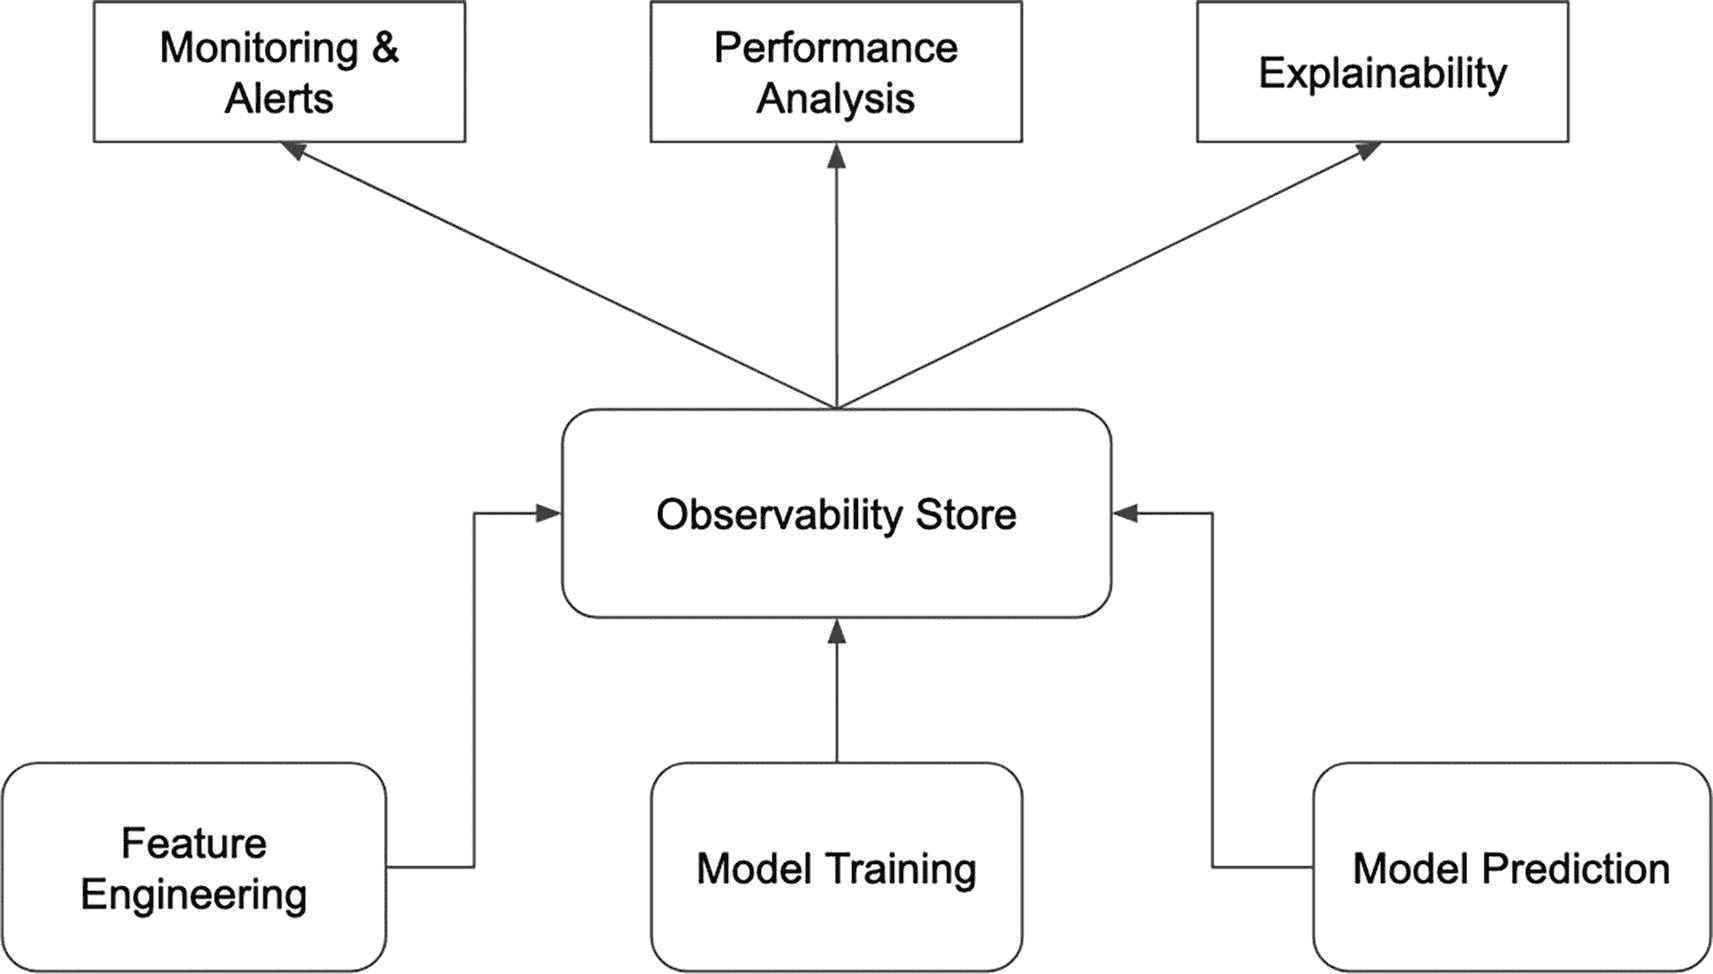 Monitoring &
Alerts
Performance
Analysis
Explainability
Observability Store
Feature
Engineering
Model Training
Model Prediction